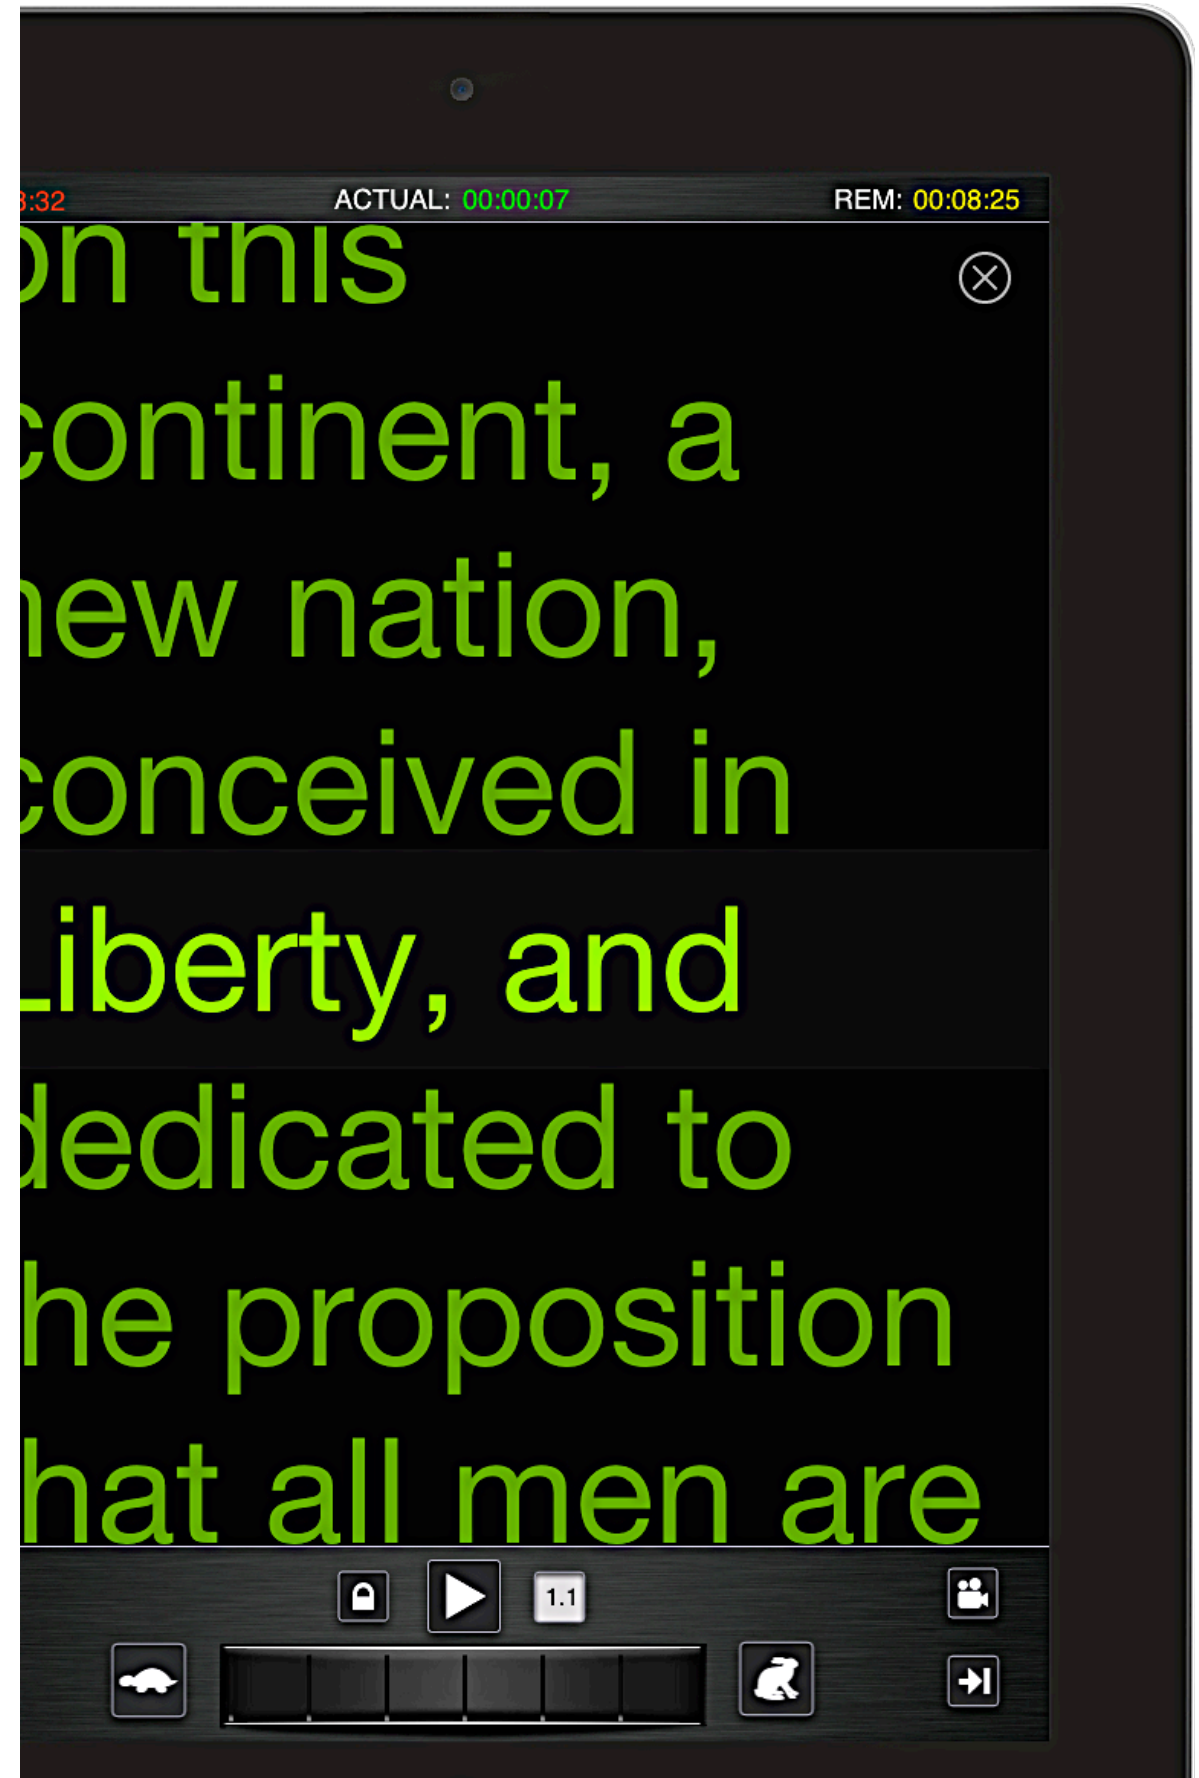 3:32 ACTUAL: 00:00:07 REM: 00:08:25
on this
continent, a
new nation,
conceived in
Liberty, and
dedicated to
he proposition
hat all men are
1.1